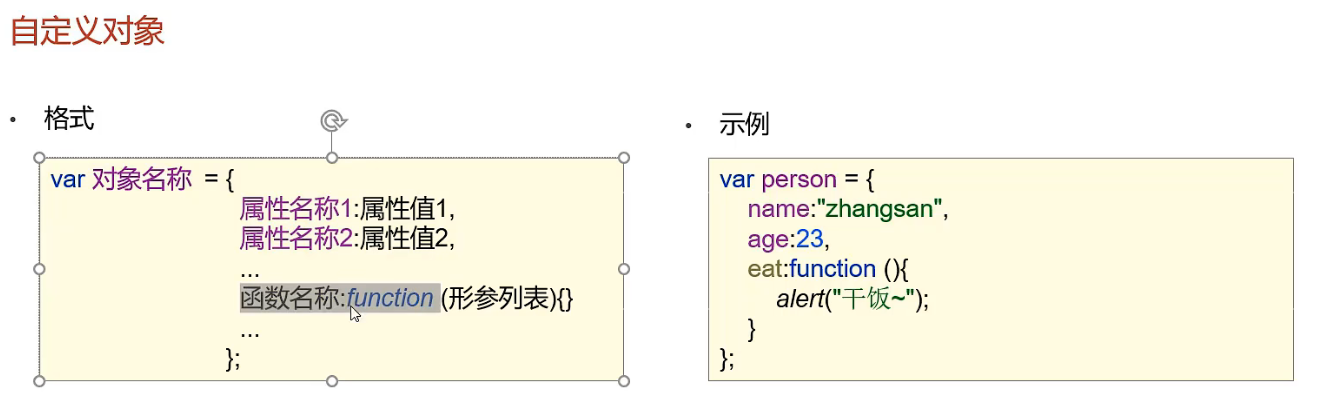 自定义对象
• 格式
var 对象名称 = {
属性名称1:属性值1,
属性名称2:属性值2,
...
函数名称:function (形参列表){}
...
};
• 示例
var person = {
name:"zhangsan",
age:23,
eat:function (){
alert("干饭~");
}
};